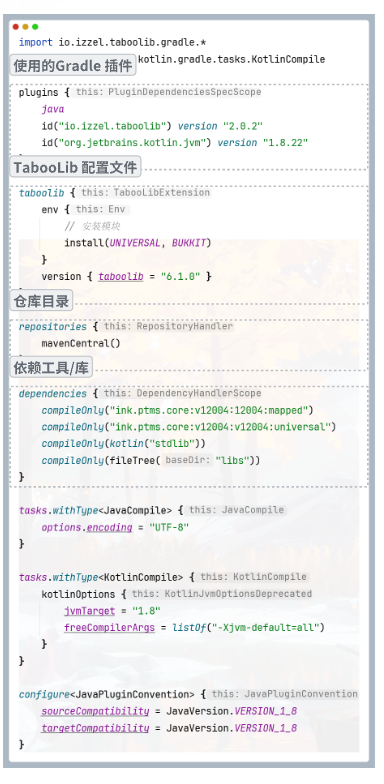 import io.izzel.taboolib.gradle.*
使用的Gradle 插件
kotlin.gradle.tasks.KotlinCompile
plugins { this: PluginDependenciesSpecScope
java
id("io.izzel.taboolib") version "2.0.2"
id("org.jetbrains.kotlin.jvm") version "1.8.22"
TabooLib 配置文件
taboolib { this: TabooLibExtension
env { this: Env
// 安装模块
install(UNIVERSAL, BUKKIT)
}
version { taboolib = "6.1.0" }
仓库目录
repositories { this: RepositoryHandler
mavenCentral()
依赖工具/库
dependencies { this: DependencyHandlerScope
compileOnly("ink.ptms.core:v12004:12004:mapped")
compileOnly("ink.ptms.core:v12004:v12004:universal")
compileOnly(kotlin("stdlib"))
compileOnly(fileTree( baseDir: "libs"))
}
tasks.withType<JavaCompile> { this: JavaCompile
options.encoding = "UTF-8"
}
tasks.withType<KotlinCompile> { this: KotlinCompile
kotlinOptions { this: KotlinJvmOptionsDeprecated
jvmTarget = "1.8"
freeCompilerArgs = listOf("-Xjvm-default=all")
}
}
configure<JavaPluginConvention> { this: JavaPluginConvention
sourceCompatibility = JavaVersion.VERSION_1_8
targetCompatibility = JavaVersion.VERSION_1_8
}